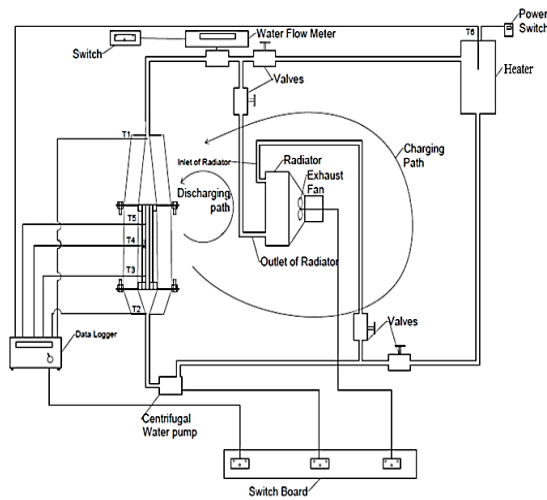 Power
Switch
T6
Water Flow Meter
Switch
Heater
Valves
T1
Charging
Path
Inlet of Radiator
Radiator
Exhaust
Fan
Discharging
path
T5
T4
T3
Outlet of Radiator
T2
Valves
Data Logger
Centrifugal
Water pump
Switch Board